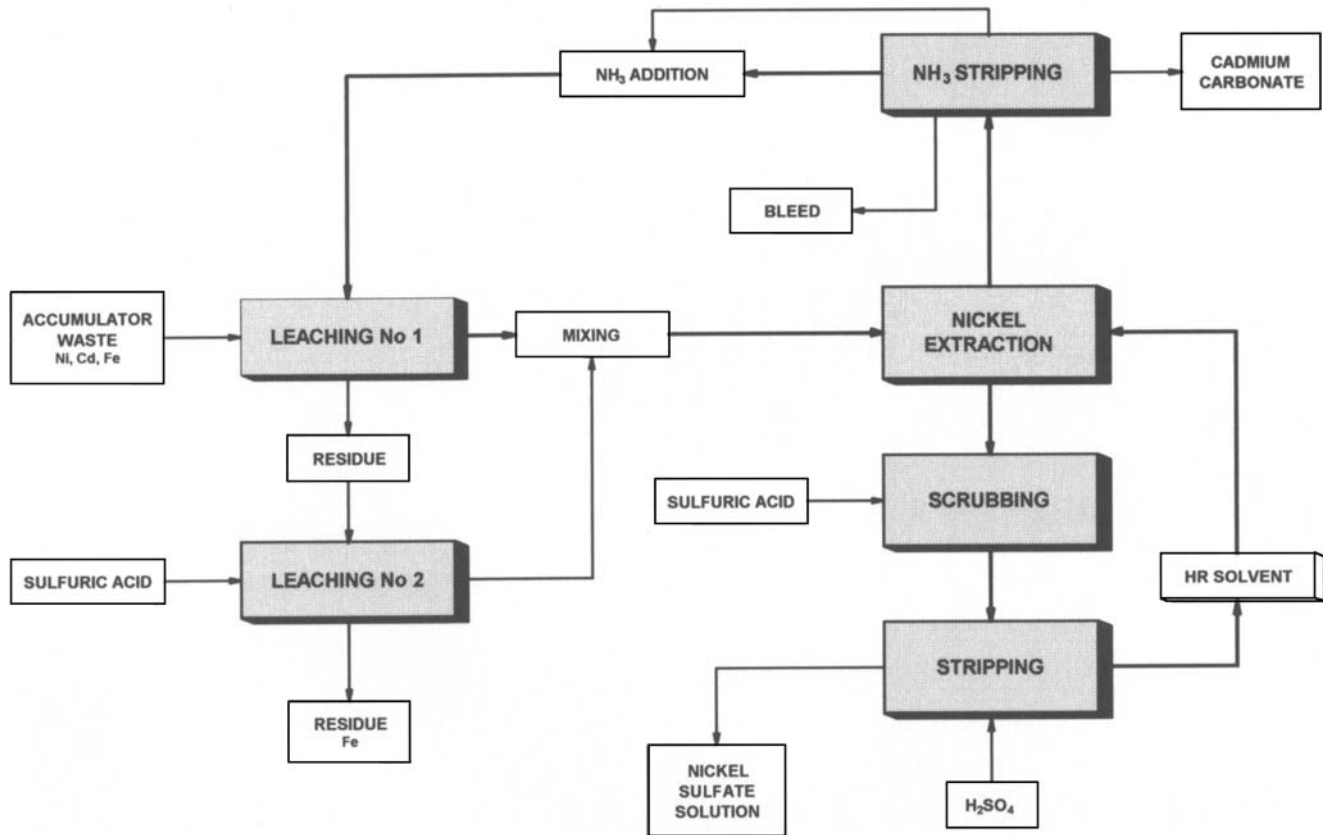 NH₃ ADDITION
NH₃ STRIPPING
CADMIUM
CARBONATE
BLEED
ACCUMULATOR
WASTE
Ni, Cd, Fe
LEACHING No 1
MIXING
NICKEL
EXTRACTION
RESIDUE
SULFURIC ACID
SCRUBBING
SULFURIC ACID
LEACHING No 2
HR SOLVENT
STRIPPING
RESIDUE
Fe
NICKEL
SULFATE
SOLUTION
H₂SO₄